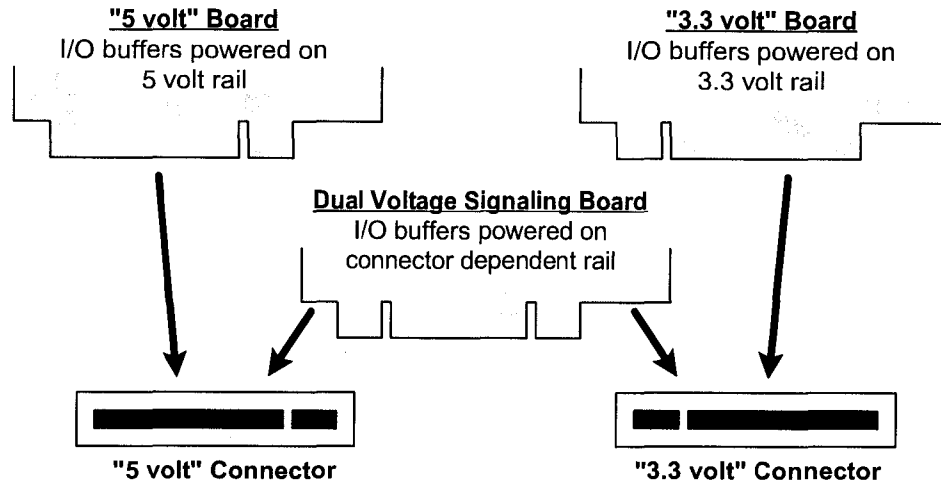 "5 volt" Board
I/O buffers powered on
5 volt rail
"3.3 volt" Board
I/O buffers powered on
3.3 volt rail
Dual Voltage Signaling Board
I/O buffers powered on
connector dependent rail
"5 volt" Connector
"3.3 volt" Connector